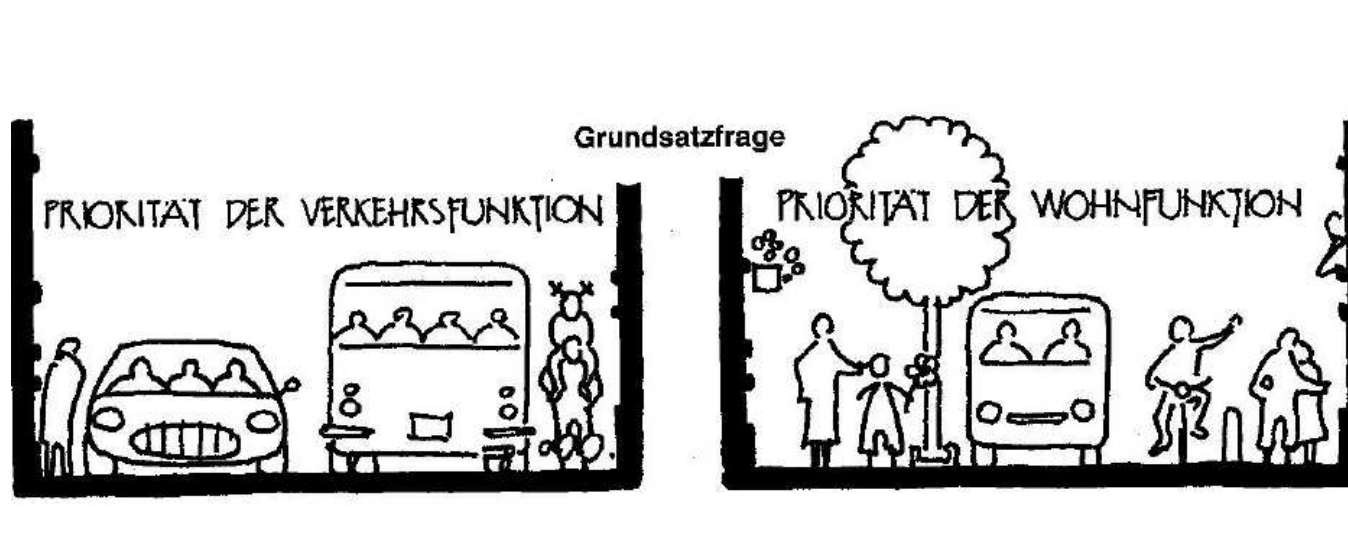 Grundsatzfrage
PRIORITÄT DER VERKEHRSFUNKTION
PRIORITÄT DER WOHNFUNKTION